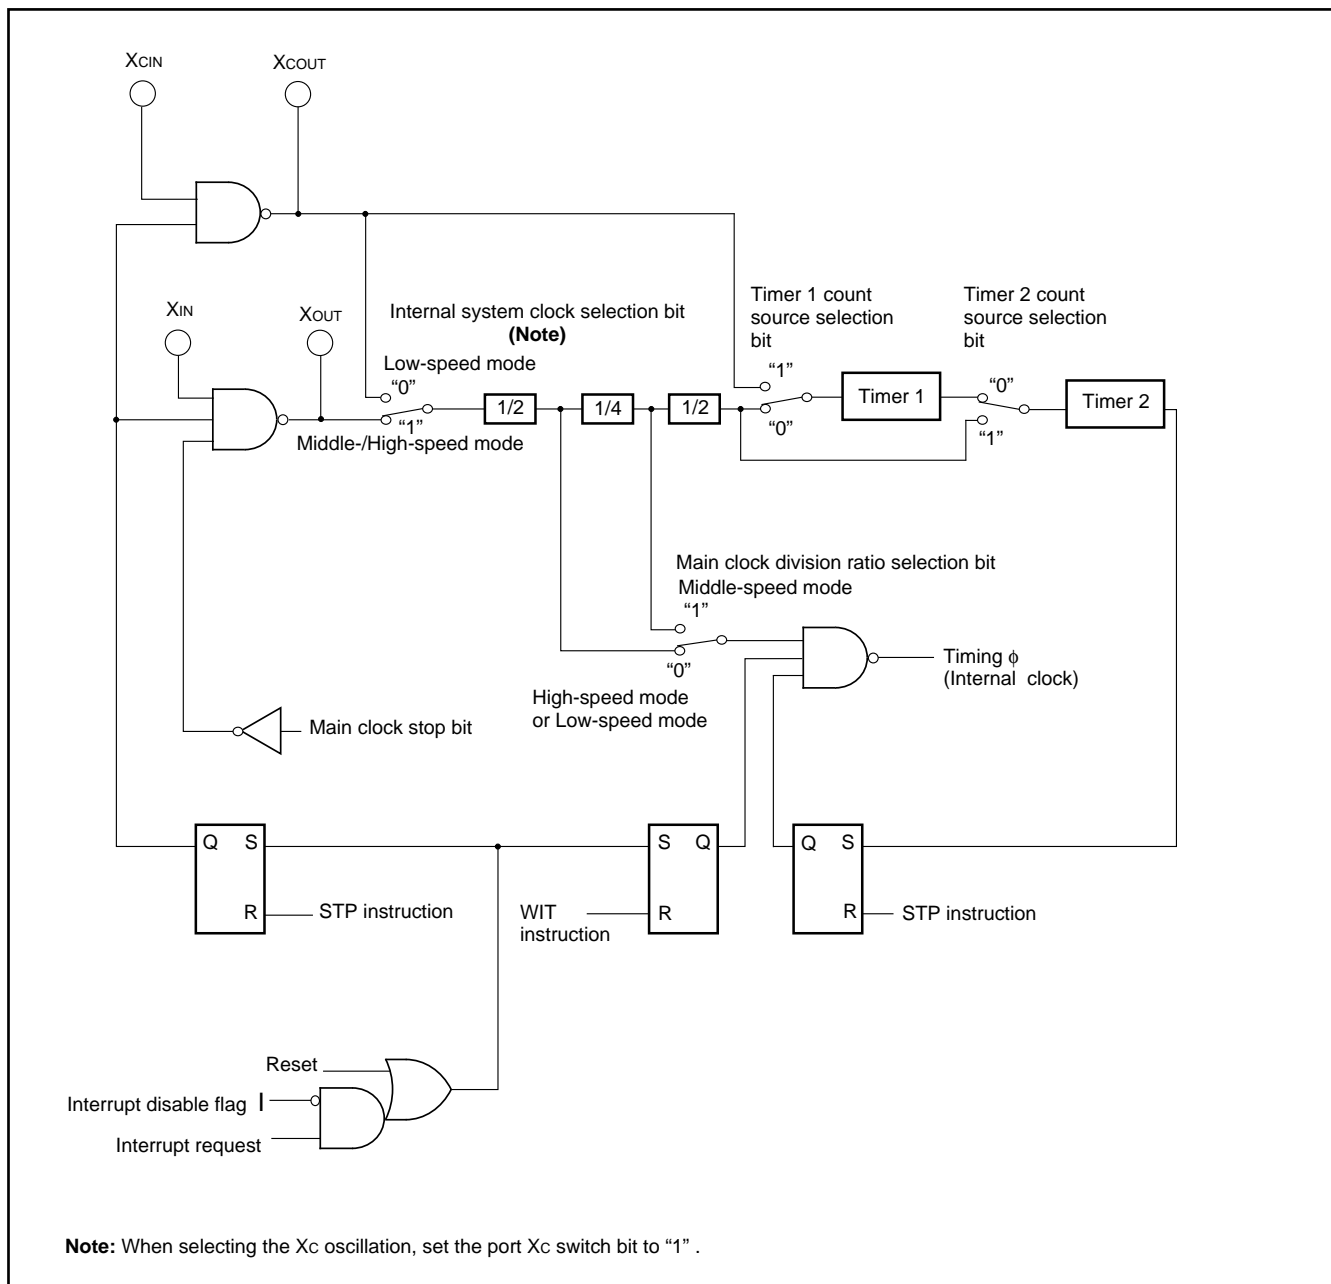 XCIN
XCOUT
XIN
XOUT
Internal system clock selection bit
(Note)
Low-speed mode
“0”
“1”
Middle-/High-speed mode
1/2
1/4
1/2
Timer 1 count
source selection
bit
“1”
“0”
Timer 1
Timer 2 count
source selection
bit
“0”
“1”
Timer 2
Main clock division ratio selection bit
Middle-speed mode
“1”
“0”
High-speed mode
or Low-speed mode
Timing ϕ
(Internal clock)
Main clock stop bit
Q S
R
STP instruction
S Q
R
WIT
instruction
Q S
R
STP instruction
Reset
Interrupt disable flag I
Interrupt request
Note: When selecting the XC oscillation, set the port XC switch bit to “1” .